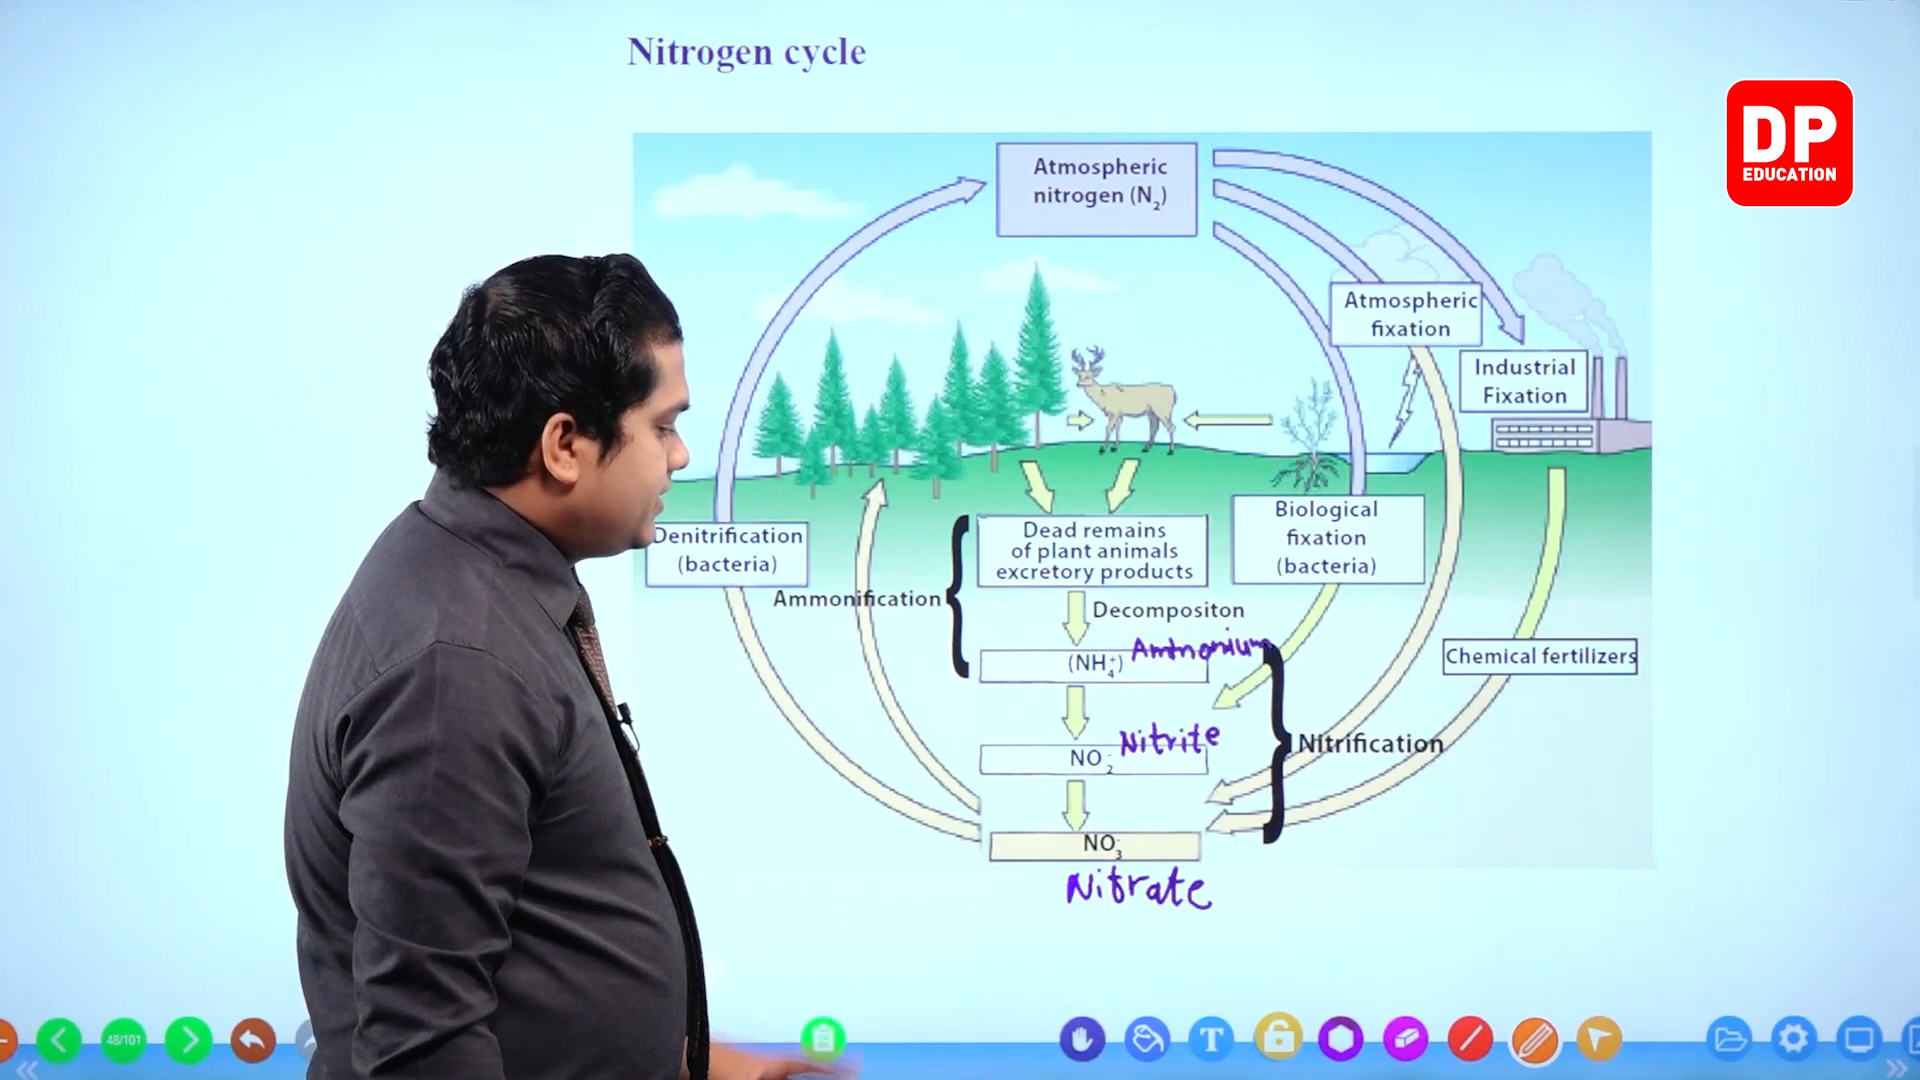 Nitrogen cycle
DP
EDUCATION
Atmospheric
nitrogen (N2)
Atmospheric
fixation
Industrial
Fixation
Denitrification
(bacteria)
Dead remains
of plant animals
excretory products
Biological
fixation
(bacteria)
Ammonification
Decompositon
(NH4+)
Ammonium
Chemical fertilizers
NO2-
Nitrite
Nitrification
NO3-
Nitrate
48/101
T